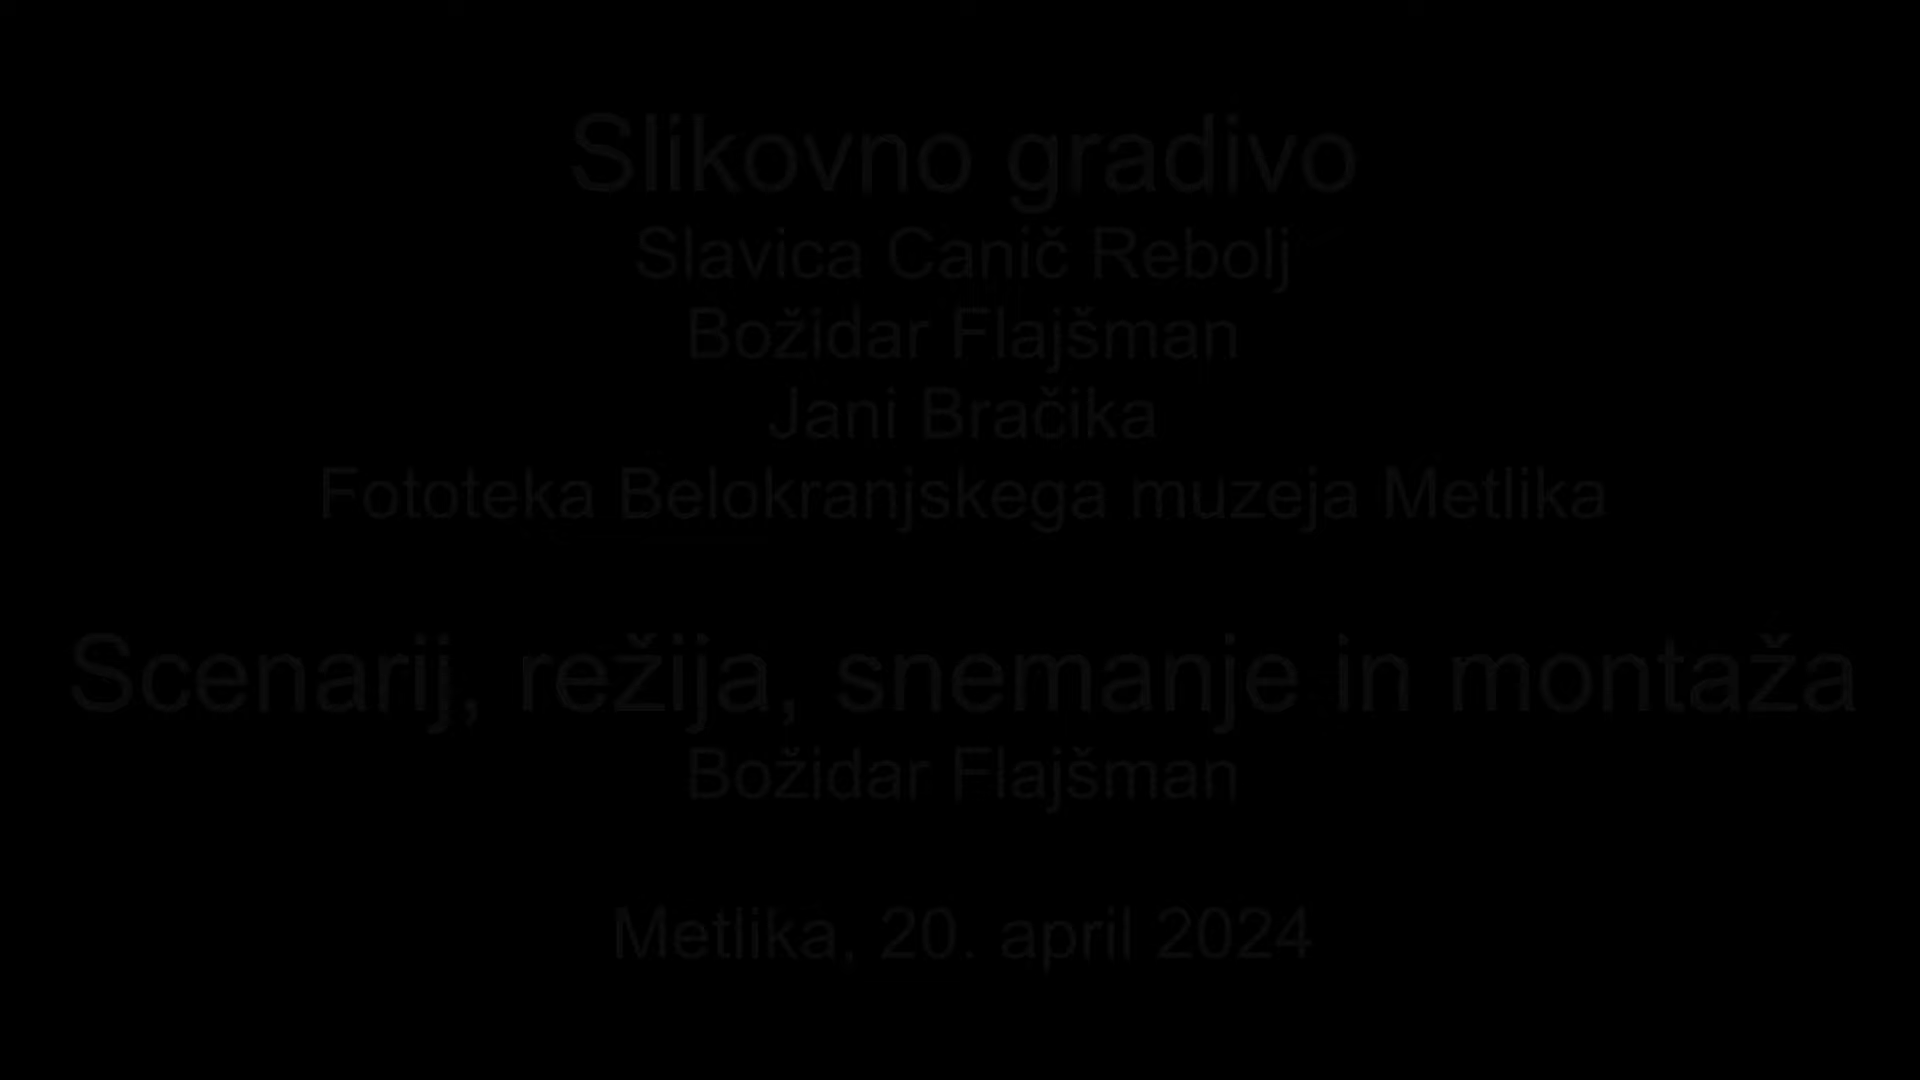 Slikovno gradivo
Slavica Canič Rebolj
Božidar Flajšman
Jani Bračika
Fototeka Belokranjskega muzeja Metlika
Scenarij, režija, snemanje in montaža
Božidar Flajšman
Metlika, 20. april 2024